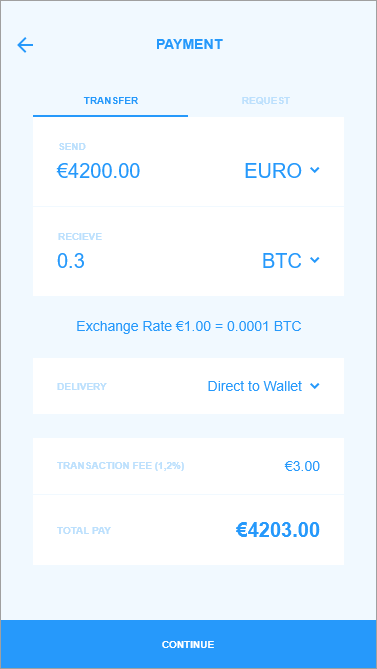 PAYMENT
TRANSFER REQUEST
SEND
€4200.00 EURO
RECIEVE
0.3 BTC
Exchange Rate €1.00 = 0.0001 BTC
DELIVERY Direct to Wallet
TRANSACTION FEE (1,2%) €3.00
TOTAL PAY €4203.00
CONTINUE